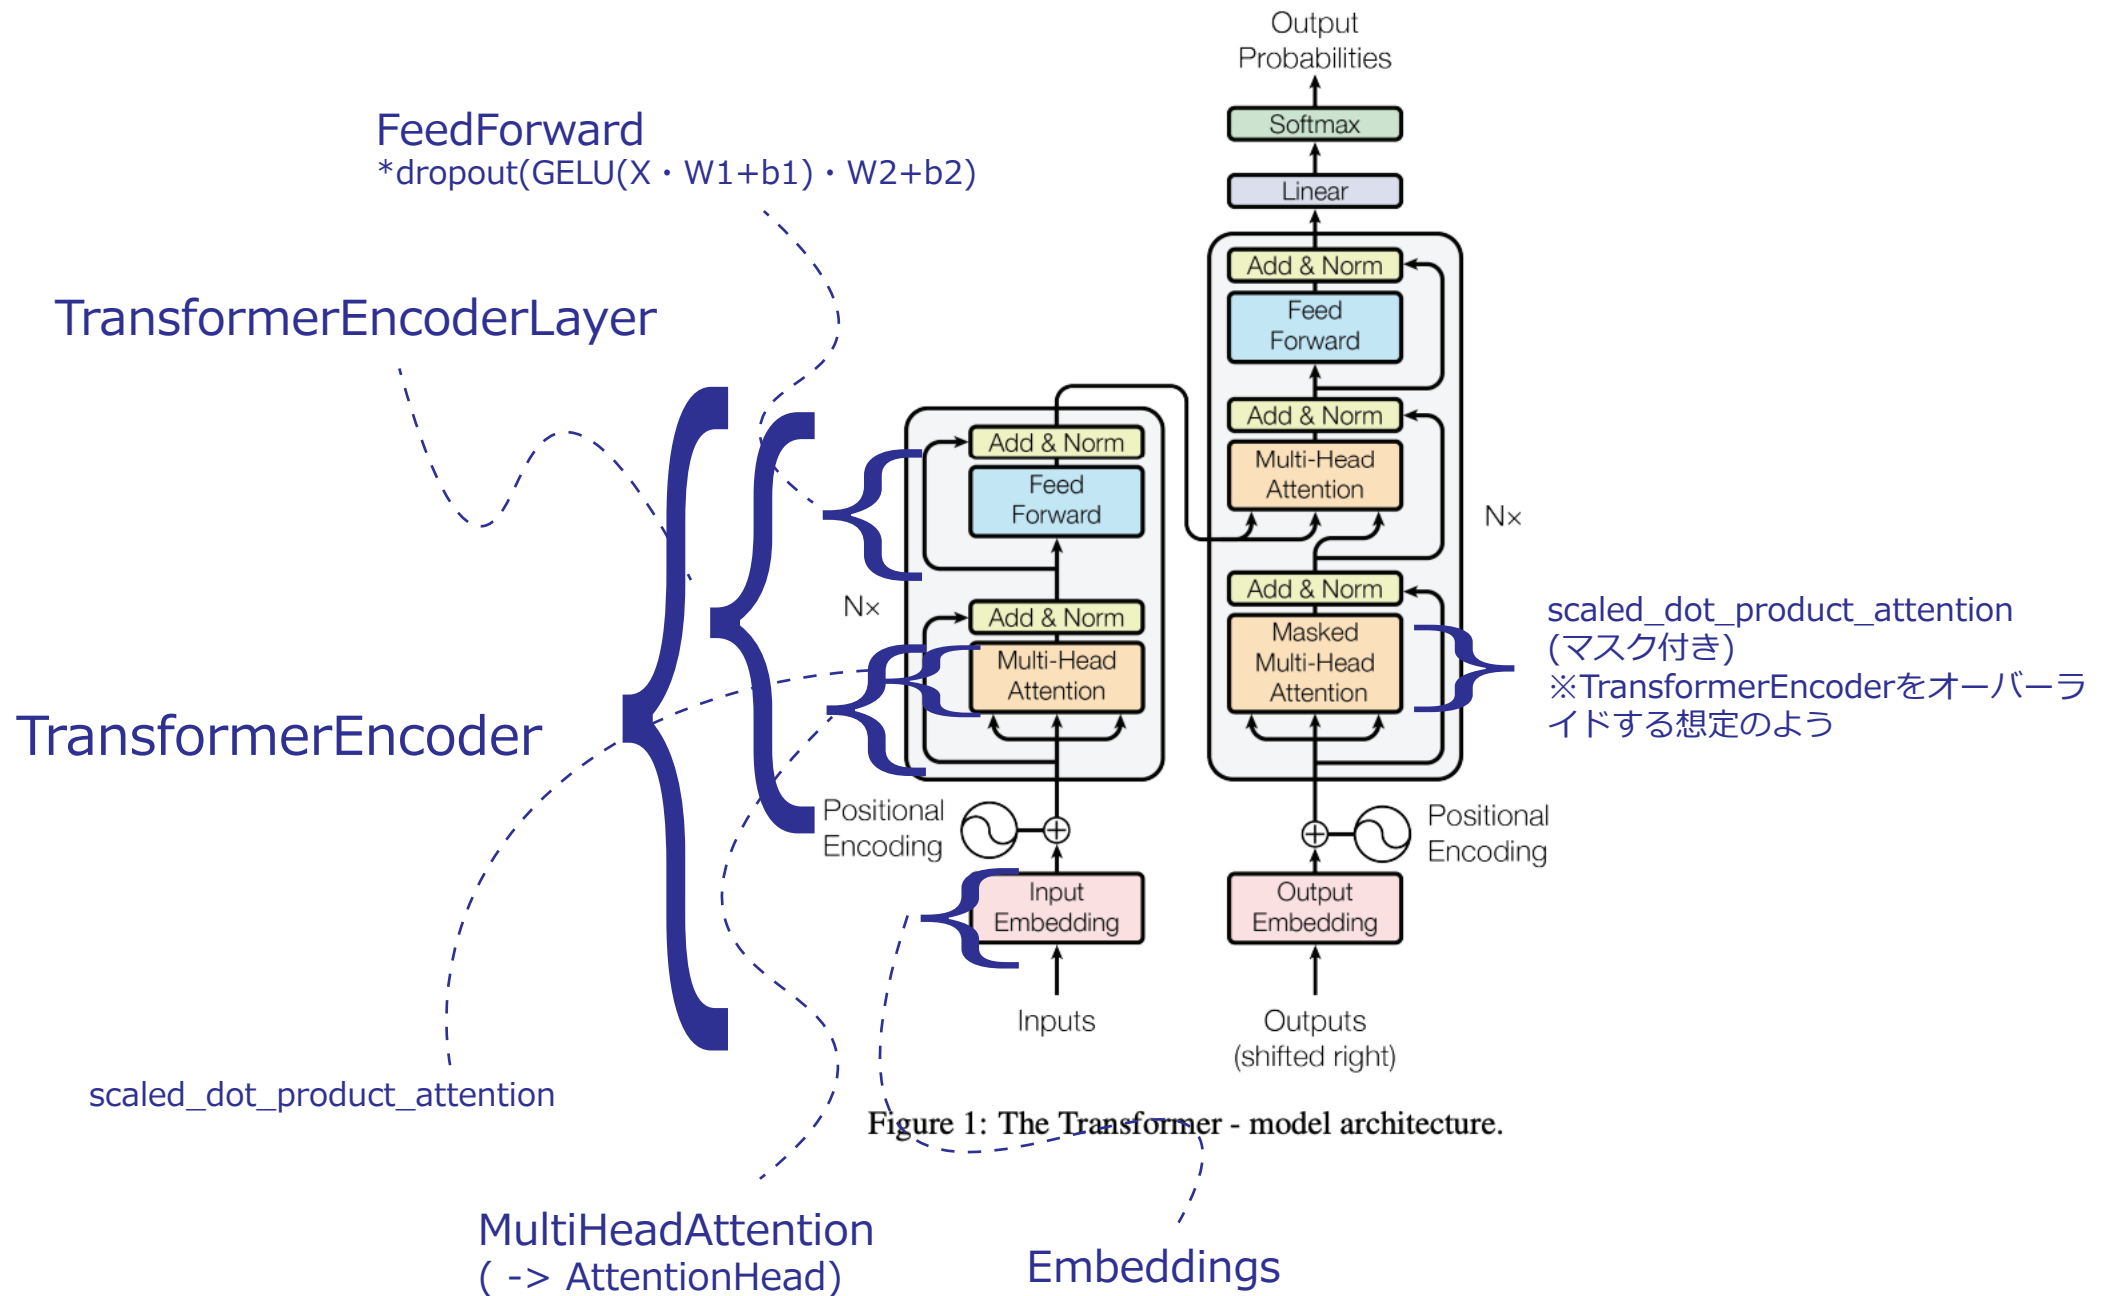 Output
Probabilities
Softmax
Linear
Add & Norm
Feed
Forward
Add & Norm
Multi-Head
Attention
N×
Add & Norm
Masked
Multi-Head
Attention
Positional
Encoding
Output
Embedding
Outputs
(shifted right)
FeedForward
*dropout(GELU(X・W1+b1)・W2+b2)
TransformerEncoderLayer
TransformerEncoder
Add & Norm
Feed
Forward
N×
Add & Norm
Multi-Head
Attention
Positional
Encoding
Input
Embedding
Inputs
scaled_dot_product_attention
(マスク付き)
※TransformerEncoderをオーバーラ
イドする想定のよう
scaled_dot_product_attention
Figure 1: The Transformer - model architecture.
MultiHeadAttention
( -> AttentionHead)
Embeddings